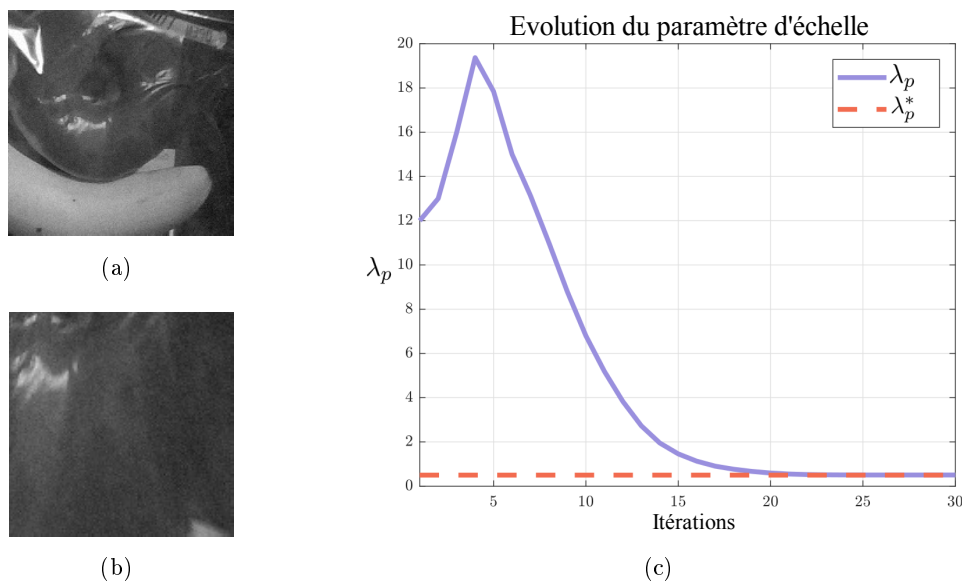 (a)
(b)
Evolution du paramètre d'échelle
20
18
16
14
12
10
8
6
4
2
0
λp
λp
λp*
5
10
15
20
25
30
Itérations
(c)